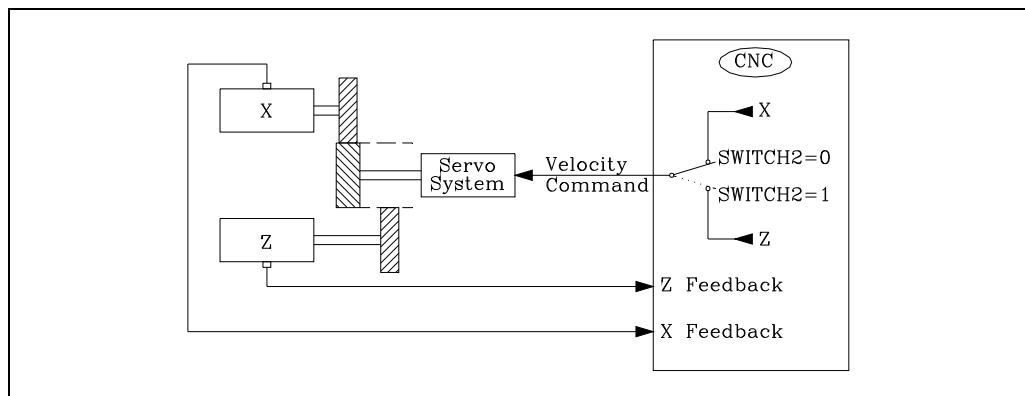 CNC
X
X
SWITCH2=0
Servo
System
Velocity
Command
SWITCH2=1
Z
Z
Z Feedback
X Feedback